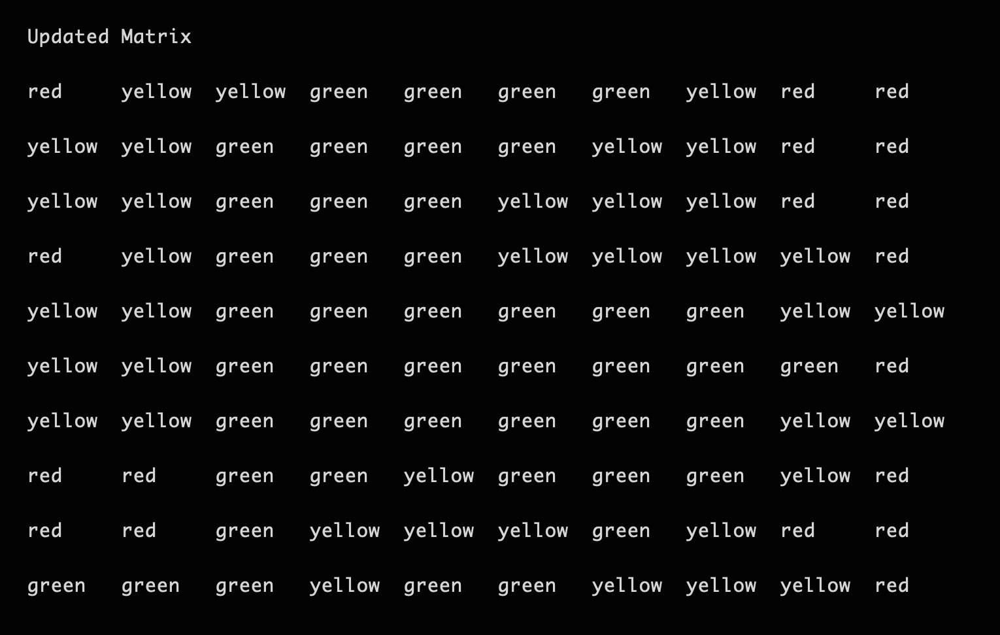 Updated Matrix
red yellow yellow green green green green yellow red red
yellow yellow green green green green yellow yellow red red
yellow yellow green green green yellow yellow yellow red red
red yellow green green green yellow yellow yellow yellow red
yellow yellow green green green green green green yellow yellow
yellow yellow green green green green green green green red
yellow yellow green green green green green green yellow yellow
red red green green yellow green green green yellow red
red red green yellow yellow yellow green yellow red red
green green green yellow green green yellow yellow yellow red